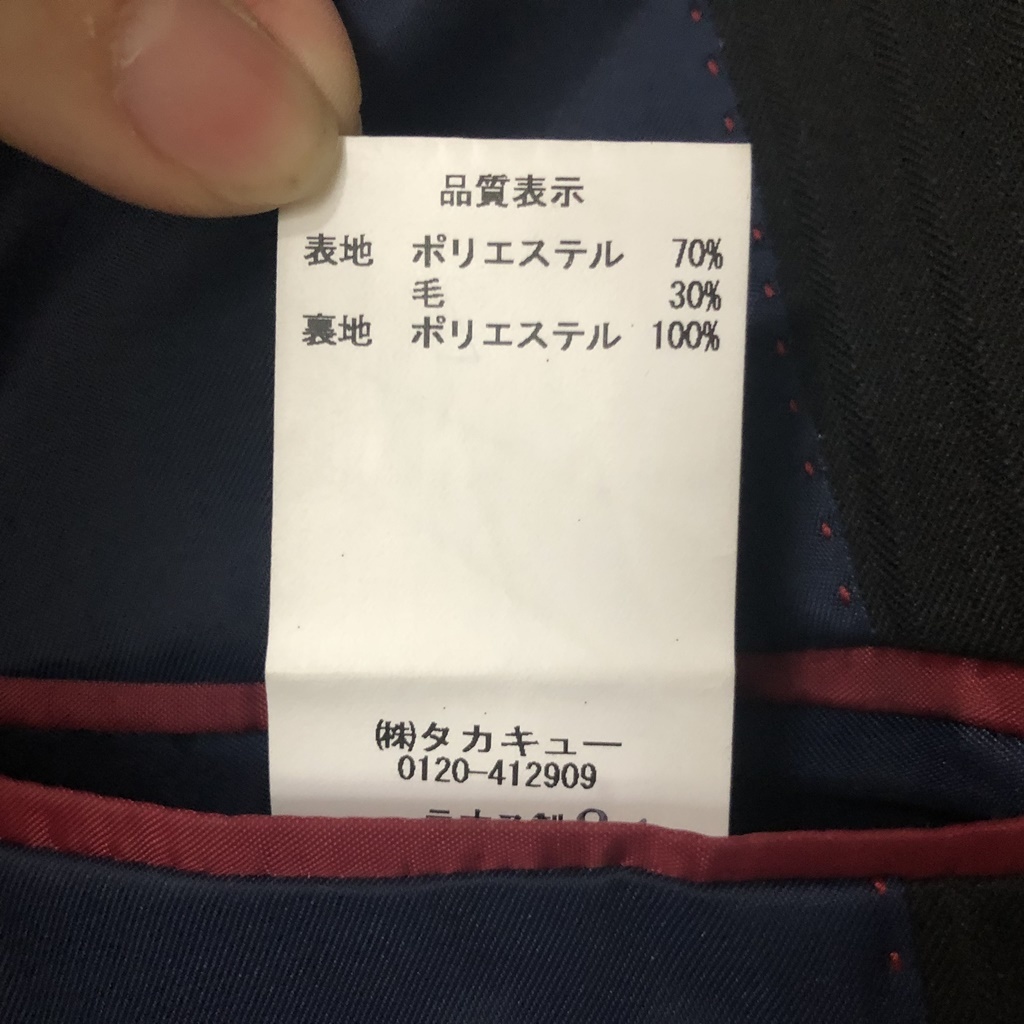 品質表示
表地 ポリエステル 70%
毛 30%
裏地 ポリエステル 100%
㈱タカキュー
0120-412909